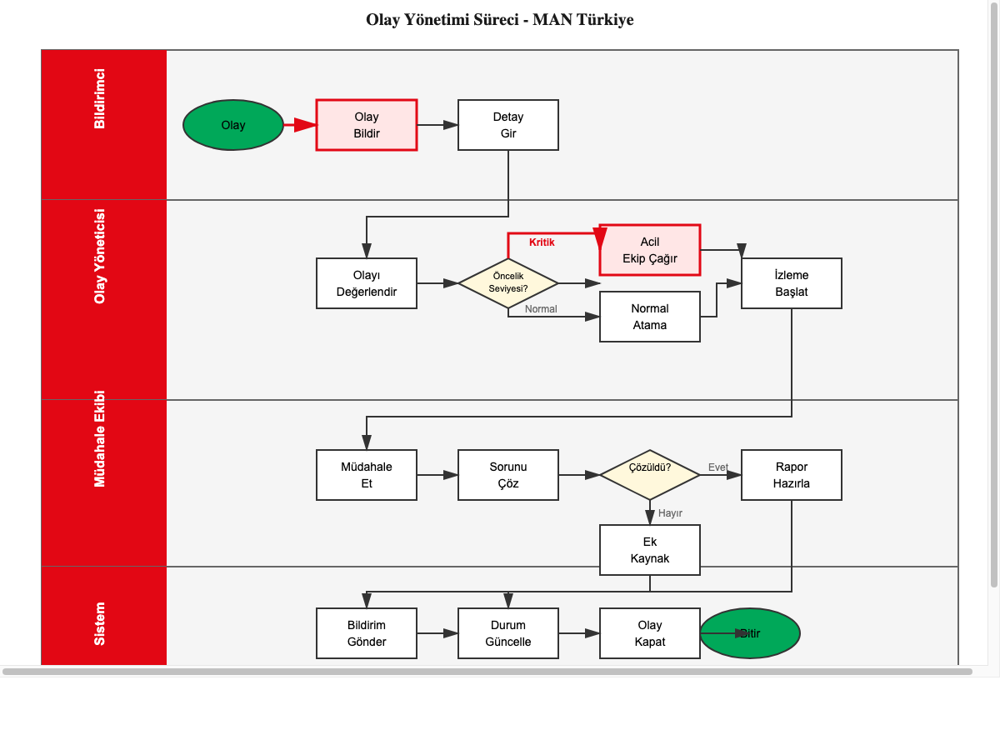 Olay Yönetimi Süreci - MAN Türkiye
Bildirimci
Olay
Olay
Bildir
Detay
Gir
Olay Yöneticisi
Olayı
Değerlendir
Öncelik
Seviyesi?
Kritik
Normal
Acil
Ekip Çağır
Normal
Atama
İzleme
Başlat
Müdahale Ekibi
Müdahale
Et
Sorunu
Çöz
Çözüldü?
Evet
Hayır
Rapor
Hazırla
Ek
Kaynak
Sistem
Bildirim
Gönder
Durum
Güncelle
Olay
Kapat
Bitir